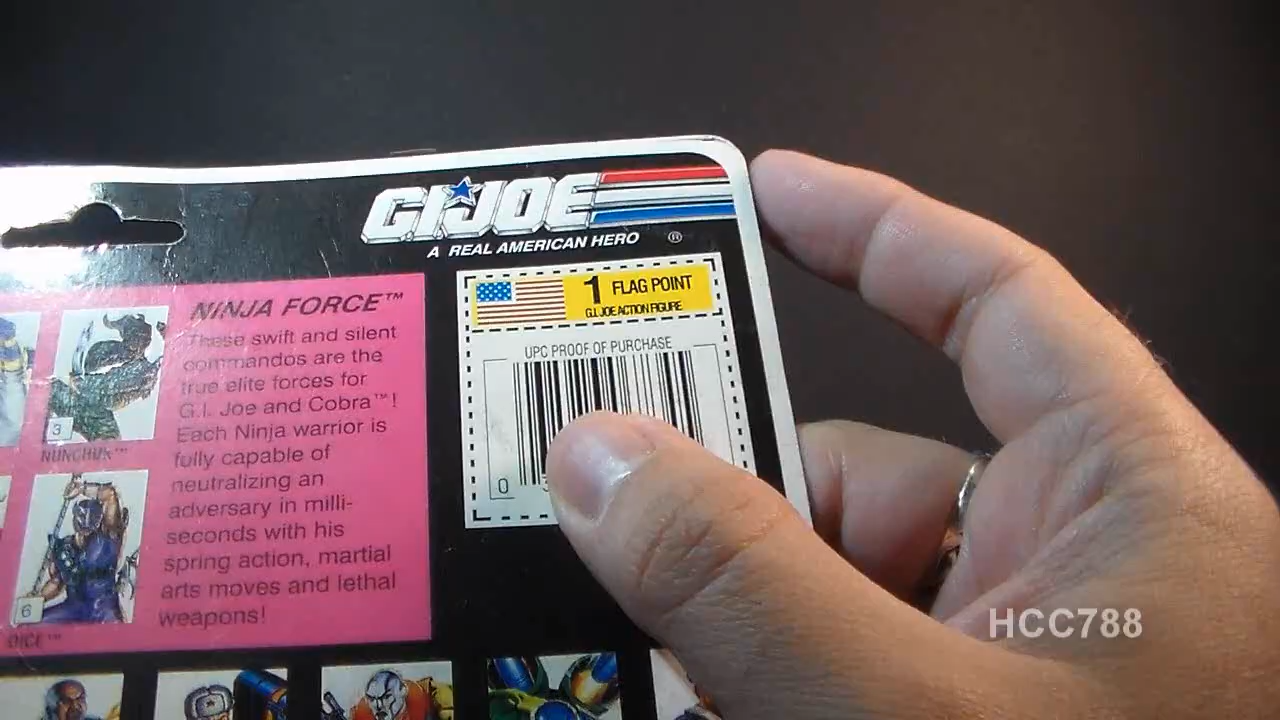 G.I.JOE
A REAL AMERICAN HERO ®
1 FLAG POINT
G.I. JOE ACTION FIGURE
UPC PROOF OF PURCHASE
0
NINJA FORCE™
These swift and silent
commandos are the
true elite forces for
G.I. Joe and Cobra™!
Each Ninja warrior is
fully capable of
neutralizing an
adversary in milli-
seconds with his
spring action, martial
arts moves and lethal
weapons!
3
NUNCHUK™
6
DICE™
HCC788